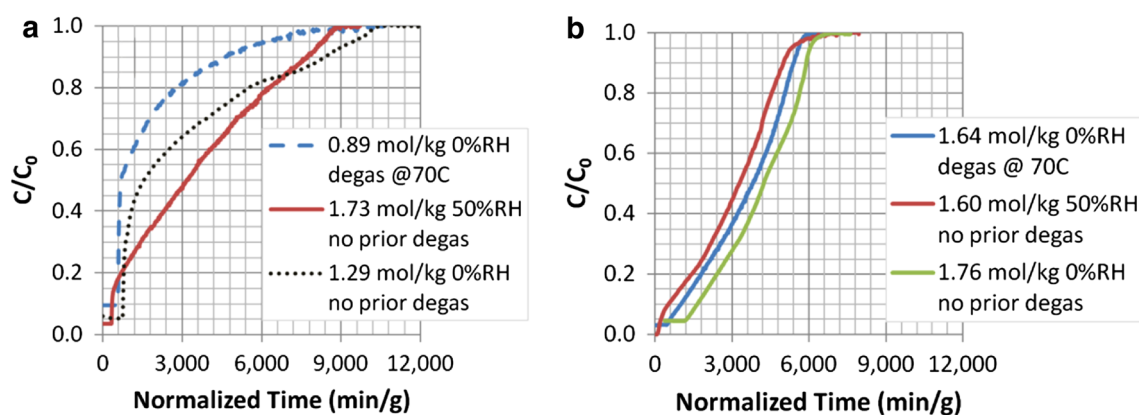 a
1.0
0.8
0.6
0.4
0.2
0.0
C/C0
0.89 mol/kg 0%RH
degas @70C
1.73 mol/kg 50%RH
no prior degas
1.29 mol/kg 0%RH
no prior degas
0 3,000 6,000 9,000 12,000
Normalized Time (min/g)
b
1.0
0.8
0.6
0.4
0.2
0.0
C/C0
1.64 mol/kg 0%RH
degas @ 70C
1.60 mol/kg 50%RH
no prior degas
1.76 mol/kg 0%RH
no prior degas
0 3,000 6,000 9,000 12,000
Normalized Time (min/g)